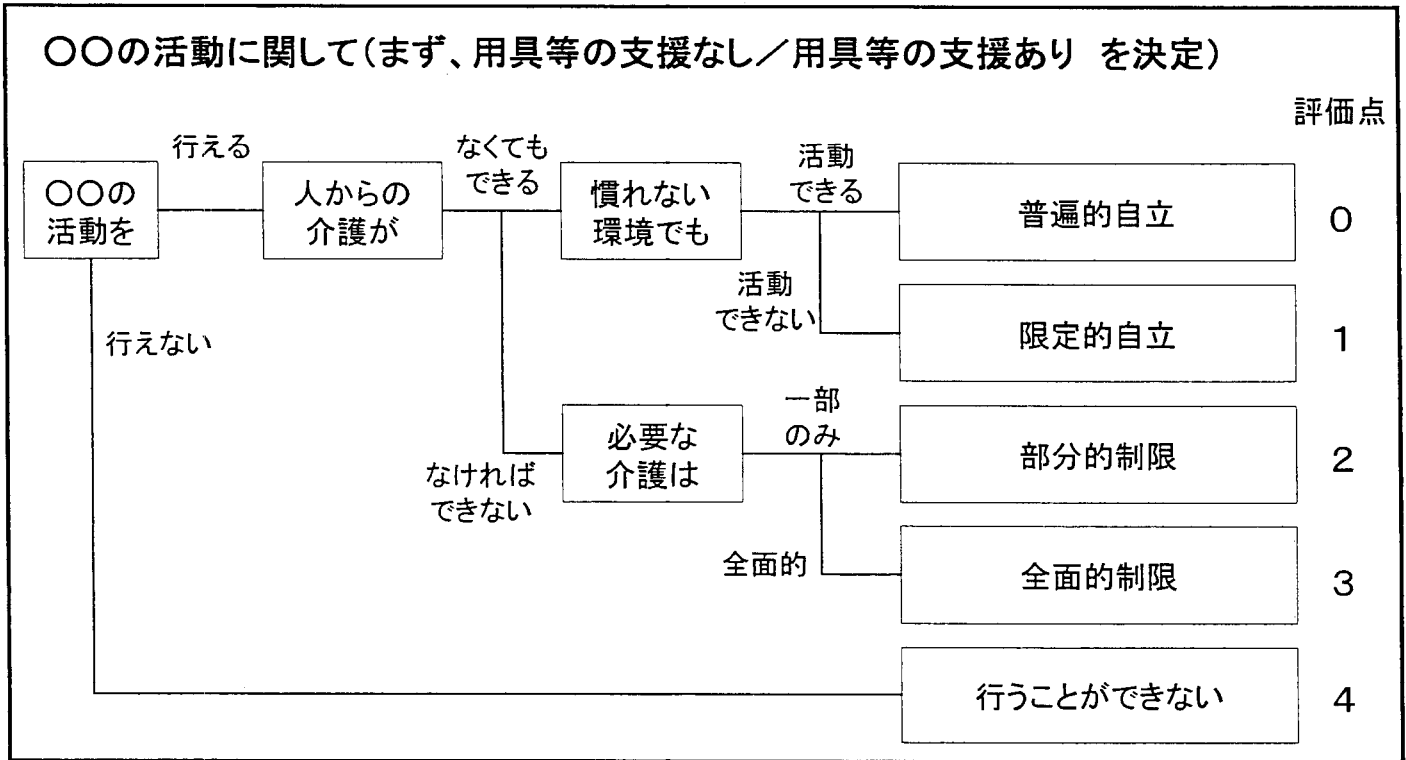 〇〇の活動に関して(まず、用具等の支援なし／用具等の支援あり を決定)
評価点
〇〇の
活動を
行える
行えない
人からの
介護が
なくても
できる
なければ
できない
慣れない
環境でも
活動
できる
活動
できない
必要な
介護は
一部
のみ
全面的
普遍的自立
0
限定的自立
1
部分的制限
2
全面的制限
3
行うことができない
4